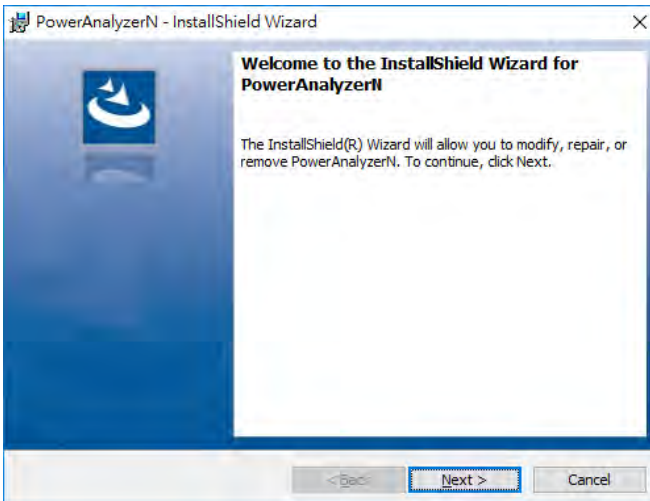 PowerAnalyzerN - InstallShield Wizard
Welcome to the InstallShield Wizard for
PowerAnalyzerN
The InstallShield(R) Wizard will allow you to modify, repair, or
remove PowerAnalyzerN. To continue, click Next.
< Back
Next >
Cancel